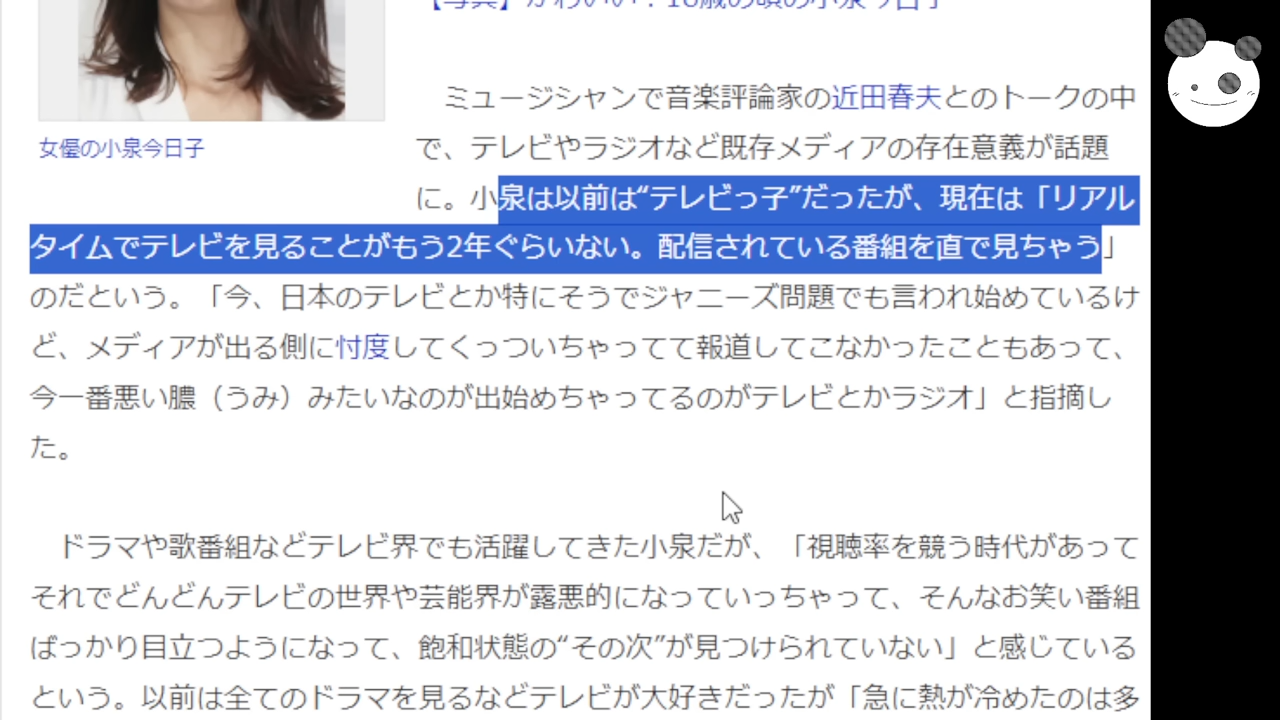 【写真】かわいい！16歳の頃の小泉今日子
ミュージシャンで音楽評論家の近田春夫とのトークの中
女優の小泉今日子
で、テレビやラジオなど既存メディアの存在意義が話題
に。小泉は以前は“テレビっ子”だったが、現在は「リアル
タイムでテレビを見ることがもう2年ぐらいない。配信されている番組を直で見ちゃう」
のだという。「今、日本のテレビとか特にそうでジャニーズ問題でも言われ始めているけ
ど、メディアが出る側に忖度してくっついちゃってて報道してこなかったこともあって、
今一番悪い膿（うみ）みたいなのが出始めちゃってるのがテレビとかラジオ」と指摘し
た。
ドラマや歌番組などテレビ界でも活躍してきた小泉だが、「視聴率を競う時代があって
それでどんどんテレビの世界や芸能界が露悪的になっていっちゃって、そんなお笑い番組
ばっかり目立つようになって、飽和状態の“その次”が見つけられていない」と感じている
という。以前は全てのドラマを見るなどテレビが大好きだったが「急に熱が冷めたのは多